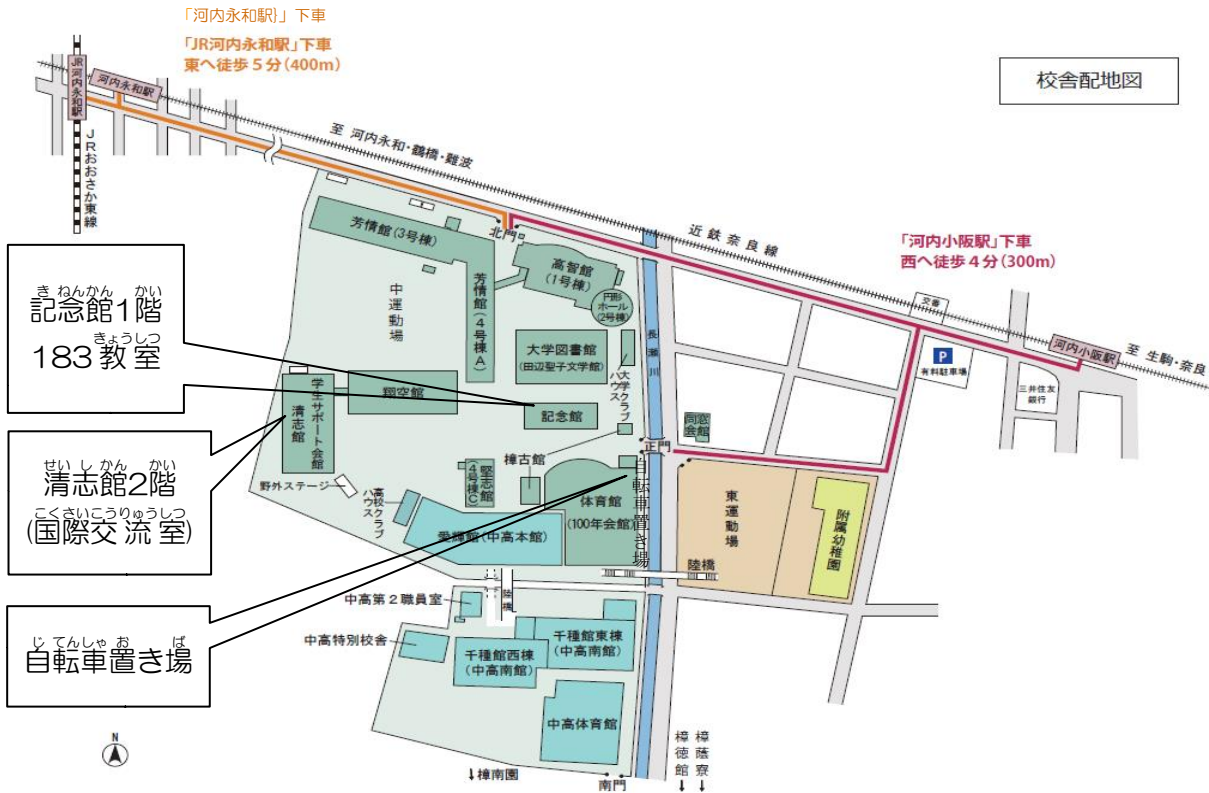 「河内永和駅}」下車
「JR河内永和駅」下車
東へ徒歩5分(400m)
校舎配地図
JR河内永和駅
河内永和駅
JRおおさか東線
至 河内永和・鶴橋・難波
近鉄奈良線
「河内小阪駅」下車
西へ徒歩4分(300m)
交番
河内小阪駅
至 生駒・奈良
P
有料駐車場
三井住友
銀行
北門
芳情館(3号棟)
芳情館(4号棟A)
中運動場
高智館
(1号棟)
円形
ホール
(2号棟)
大学図書館
(田辺聖子文学館)
大学クラブ
ハウス
長瀬川
き ねんかん かい
記念館1階
きょうしつ
183教室
翔空館
記念館
学生サポート会館
清志館
同窓
会館
正門
せい し かん かい
清志館2階
こくさいこうりゅうしつ
(国際交流室)
野外ステージ
高校クラブ
ハウス
堅志館
(4号棟C)
樟古館
体育館
(100年会館)
自転車置き場
東運動場
附属幼稚園
愛輝館(中高本館)
陸橋
陸橋
じ てんしゃ お ば
自転車置き場
中高第2職員室
中高特別校舎
千種館西棟
(中高南館)
千種館東棟
(中高南館)
中高体育館
N
↓樟南園
南門
樟徳館↓
樟蔭寮↓